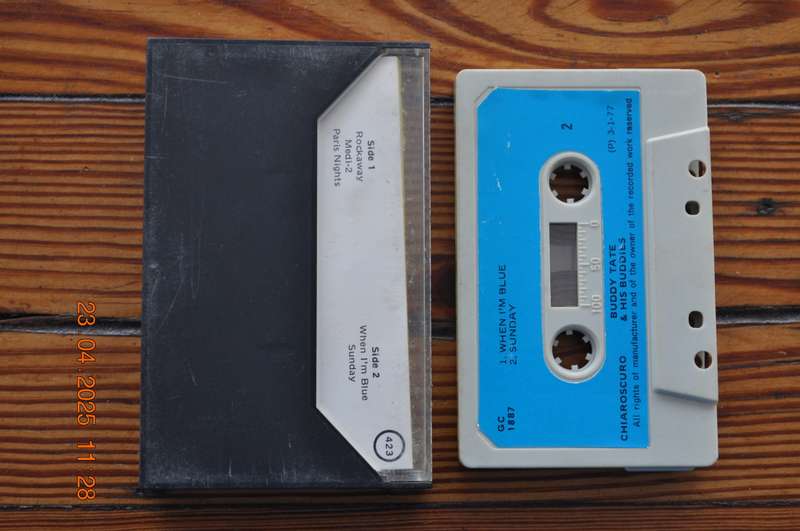 Side 1
Rockaway
Medi-2
Paris Nights
Side 2
When I'm Blue
Sunday
423
2
(P) 3-1-77
1. WHEN I'M BLUE
2. SUNDAY
0 50 100
GC
1887
BUDDY TATE
& HIS BUDDIES
CHIAROSCURO
All rights of manufacturer and of the owner of the recorded work reserved
23.04.2025 11:28